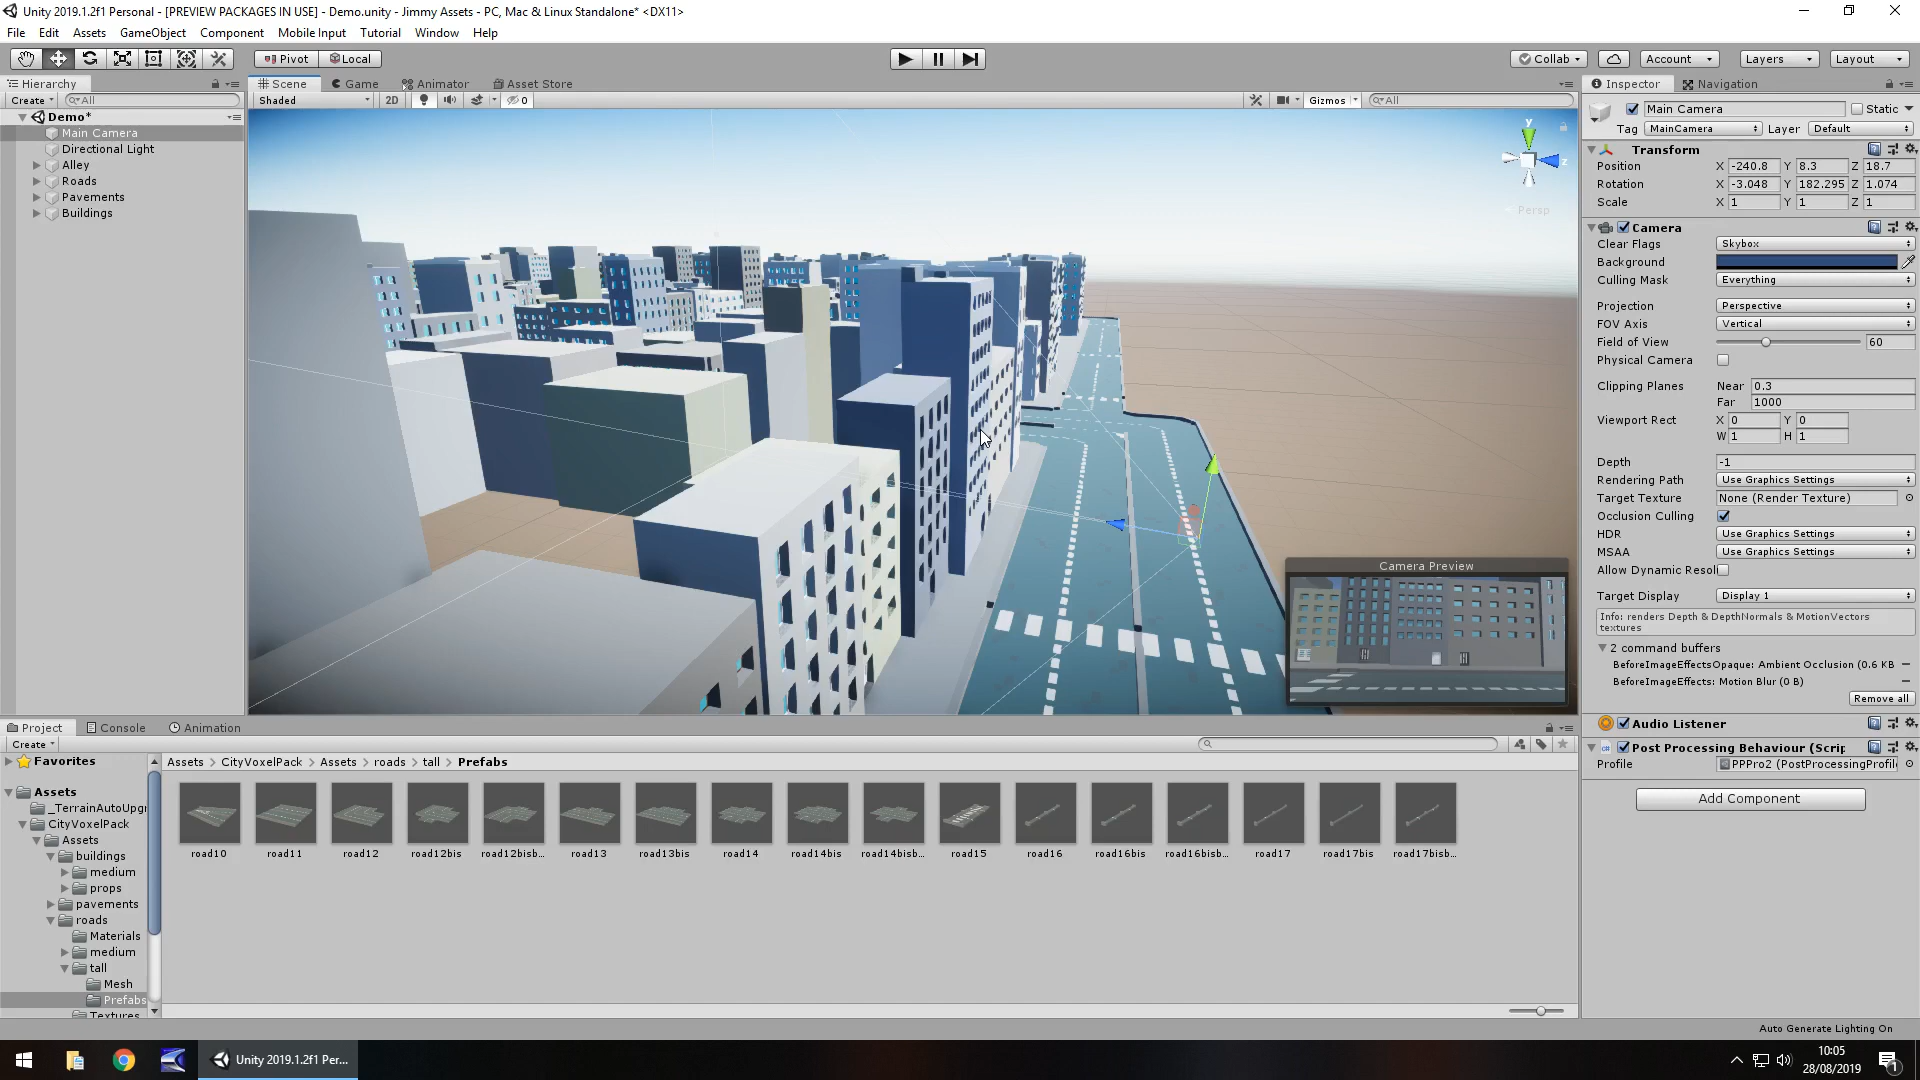 Unity 2019.1.2f1 Personal - [PREVIEW PACKAGES IN USE] - Demo.unity - Jimmy Assets - PC, Mac & Linux Standalone* <DX11>
File Edit Assets GameObject Component Mobile Input Tutorial Window Help
Pivot Local Collab Account Layers Layout
Hierarchy
Create All
Demo*
Main Camera
Directional Light
Alley
Roads
Pavements
Buildings
Scene Game Animator Asset Store
Shaded 2D 0 Gizmos All
y
z
Persp
Camera Preview
Inspector Navigation
Main Camera Static
Tag MainCamera Layer Default
Transform
Position X -240.8 Y 8.3 Z 18.7
Rotation X -3.048 Y 182.295 Z 1.074
Scale X 1 Y 1 Z 1
Camera
Clear Flags Skybox
Background
Culling Mask Everything
Projection Perspective
FOV Axis Vertical
Field of View 60
Physical Camera
Clipping Planes Near 0.3
Far 1000
Viewport Rect X 0 Y 0
W 1 H 1
Depth -1
Rendering Path Use Graphics Settings
Target Texture None (Render Texture)
Occlusion Culling
HDR Use Graphics Settings
MSAA Use Graphics Settings
Allow Dynamic Resol
Target Display Display 1
Info: renders Depth & DepthNormals & MotionVectors
textures
2 command buffers
BeforeImageEffectsOpaque: Ambient Occlusion (0.6 KB
BeforeImageEffects: Motion Blur (0 B)
Remove all
Audio Listener
Post Processing Behaviour (Scrip
Profile PPPro2 (PostProcessingProfile
Add Component
Project Console Animation
Create
Favorites
Assets
_TerrainAutoUpgr
CityVoxelPack
Assets
buildings
medium
props
pavements
roads
Materials
medium
tall
Mesh
Prefabs
Textures
Assets CityVoxelPack Assets roads tall Prefabs
road10 road11 road12 road12bis road12bisb... road13 road13bis road14 road14bis road14bisb... road15 road16 road16bis road16bisb... road17 road17bis road17bisb...
Auto Generate Lighting On
Unity 2019.1.2f1 Per...
10:05
28/08/2019
1